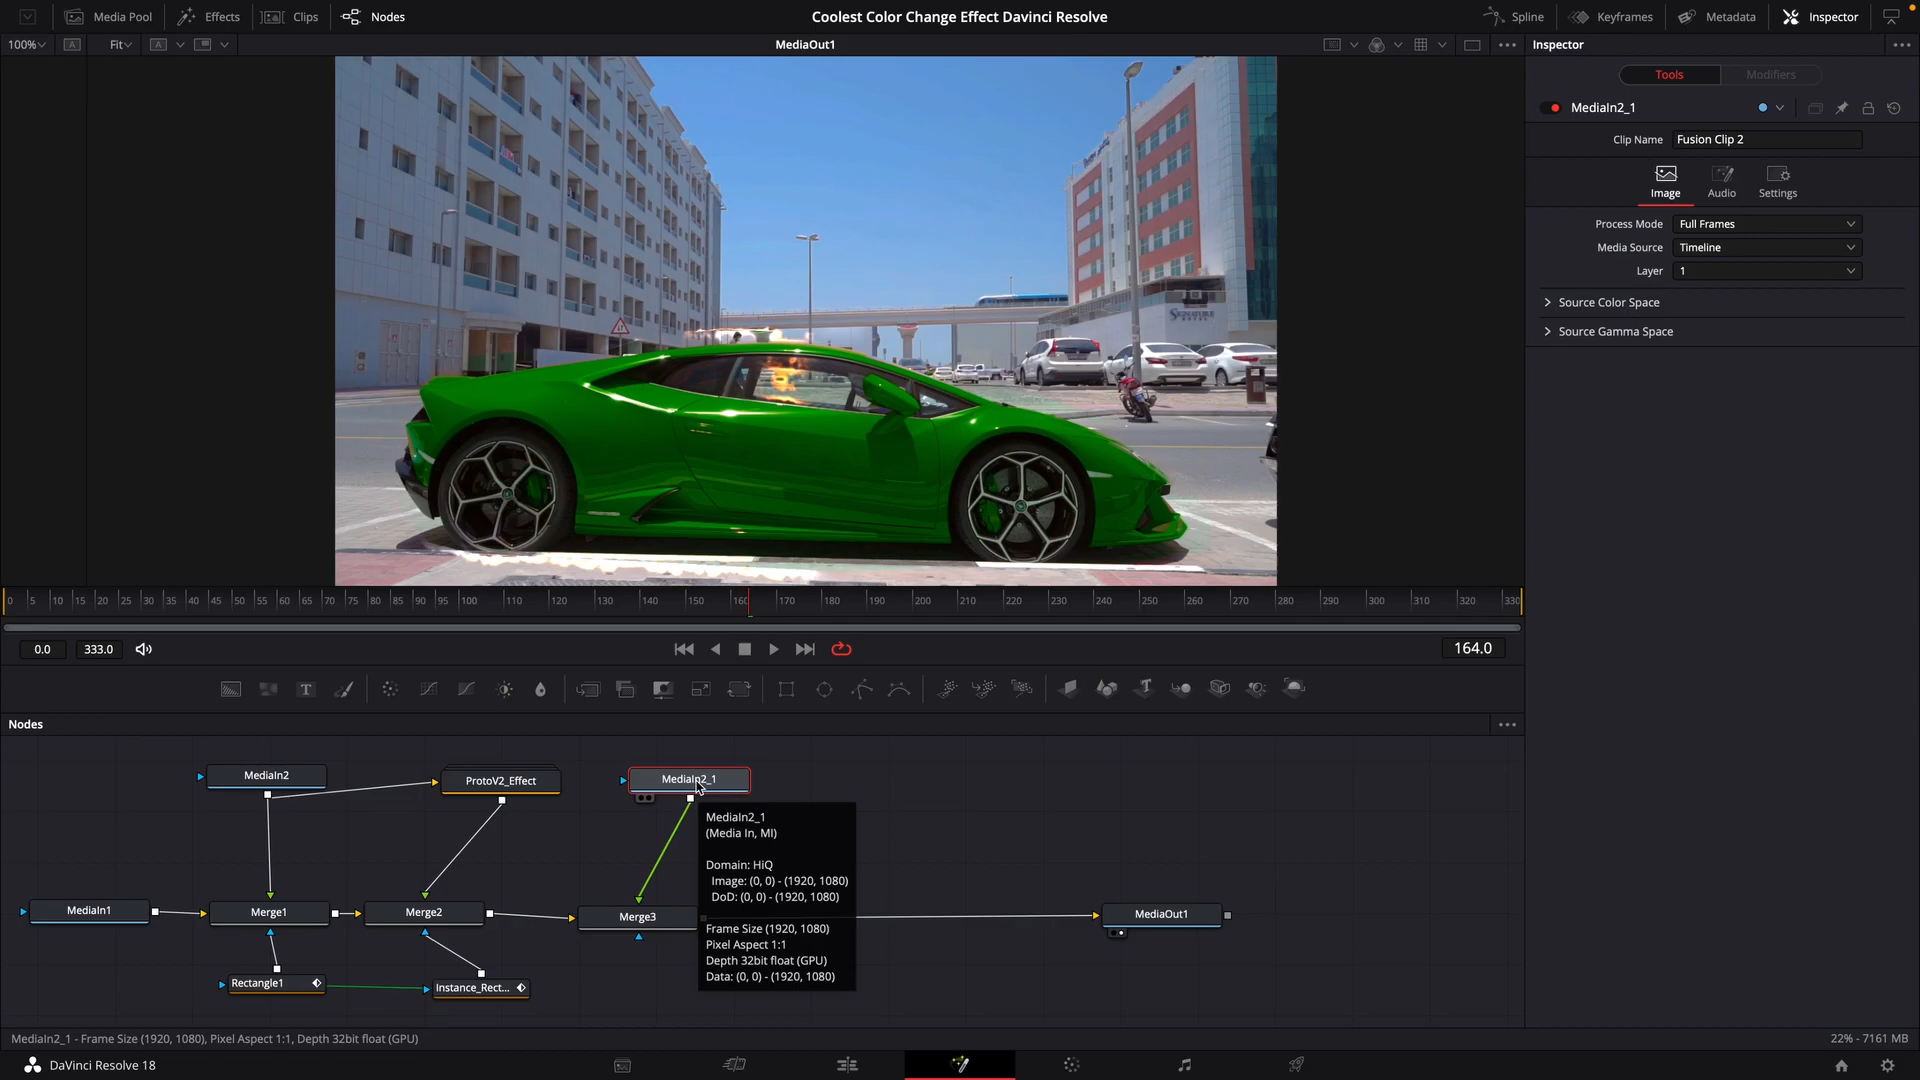 Media Pool Effects Clips Nodes Coolest Color Change Effect Davinci Resolve Spline Keyframes Metadata Inspector
100% A Fit A MediaOut1 Inspector
Tools Modifiers
MediaIn2_1
Clip Name Fusion Clip 2
Image Audio Settings
Process Mode Full Frames
Media Source Timeline
Layer 1
Source Color Space
Source Gamma Space
SIGNATURE
0 5 10 15 20 25 30 35 40 45 50 55 60 65 70 75 80 85 90 95 100 110 120 130 140 150 160 170 180 190 200 210 220 230 240 250 260 270 280 290 300 310 320 330
0.0 333.0 164.0
T T
Nodes
MediaIn2 ProtoV2_Effect MediaIn2_1
MediaIn2_1
(Media In, MI)
Domain: HiQ
Image: (0, 0) - (1920, 1080)
DoD: (0, 0) - (1920, 1080)
MediaIn1 Merge1 Merge2 Merge3 MediaOut1
Frame Size (1920, 1080)
Pixel Aspect 1:1
Depth 32bit float (GPU)
Data: (0, 0) - (1920, 1080)
Rectangle1 Instance_Rect...
MediaIn2_1 - Frame Size (1920, 1080), Pixel Aspect 1:1, Depth 32bit float (GPU) 22% - 7161 MB
DaVinci Resolve 18